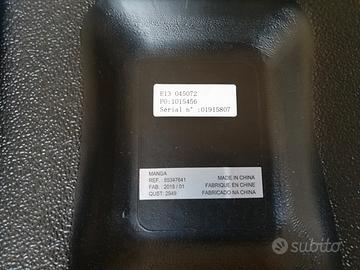 E13 045072
PO:1015456
Serial n° :01915807
MANGA
REF. : 83347641
MADE IN CHINA
FAB. : 2018 / 01
FABRIQUE EN CHINE
QUST: 2949
FABRICADO NA CHINA
subito